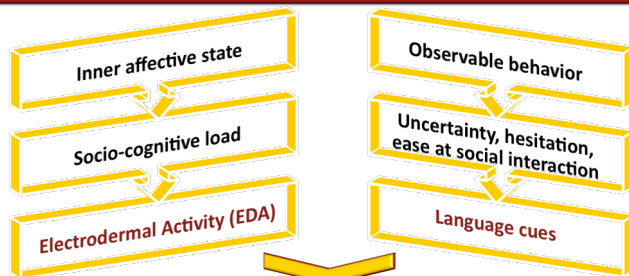 Inner affective state
Socio-cognitive load
Electrodermal Activity (EDA)
Observable behavior
Uncertainty, hesitation,
ease at social interaction
Language cues